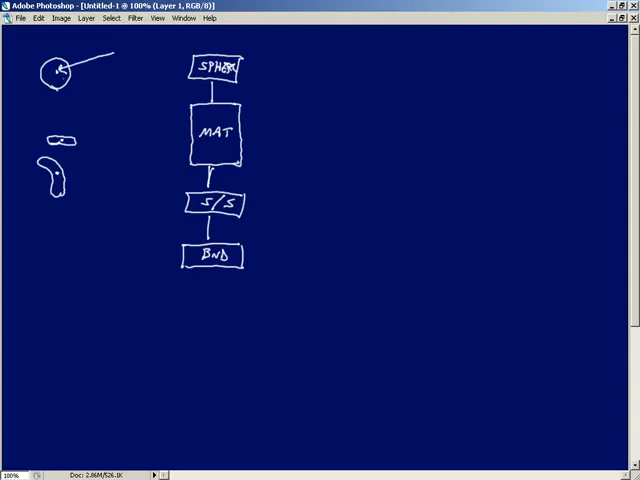 Adobe Photoshop - [Untitled-1 @ 100% (Layer 1, RGB/8)]
File Edit Image Layer Select Filter View Window Help
SPHERE
MAT
S/S
BND
100% Doc: 2.86M/526.1K